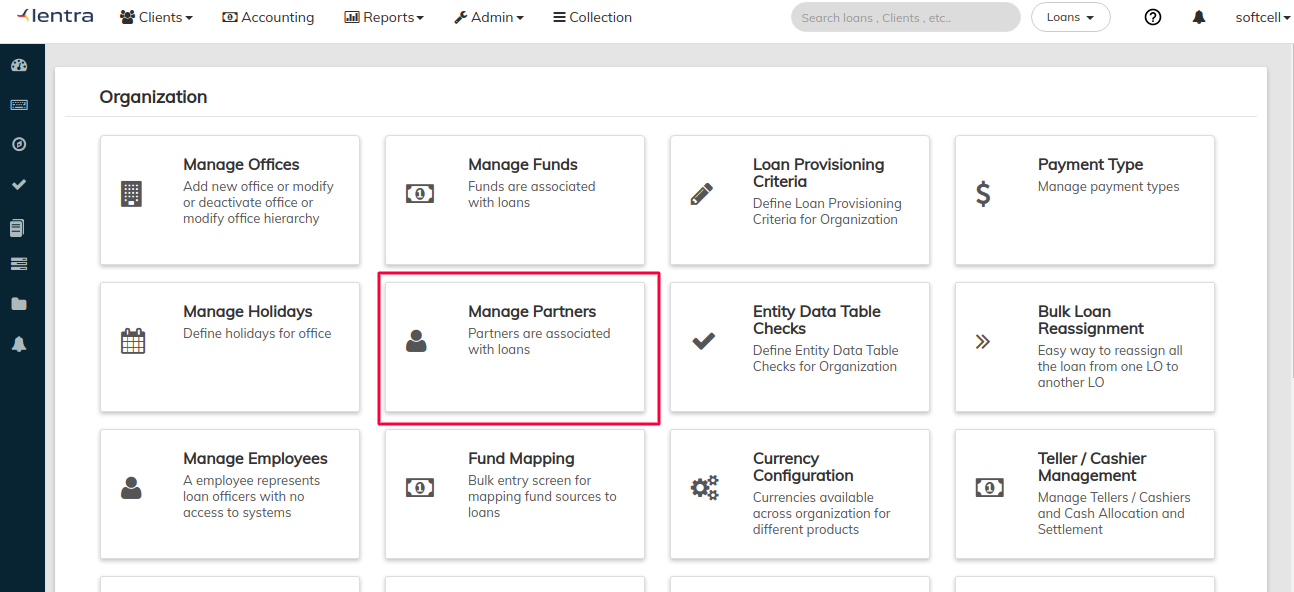 lentra
Clients
Accounting
Reports
Admin
Collection
Search loans , Clients , etc..
Loans
softcell
Organization
Manage Offices
Add new office or modify
or deactivate office or
modify office hierarchy
Manage Funds
Funds are associated
with loans
Loan Provisioning
Criteria
Define Loan Provisioning
Criteria for Organization
Payment Type
Manage payment types
Manage Holidays
Define holidays for office
Manage Partners
Partners are associated
with loans
Entity Data Table
Checks
Define Entity Data Table
Checks for Organization
Bulk Loan
Reassignment
Easy way to reassign all
the loan from one LO to
another LO
Manage Employees
A employee represents
loan officers with no
access to systems
Fund Mapping
Bulk entry screen for
mapping fund sources to
loans
Currency
Configuration
Currencies available
across organization for
different products
Teller / Cashier
Management
Manage Tellers / Cashiers
and Cash Allocation and
Settlement